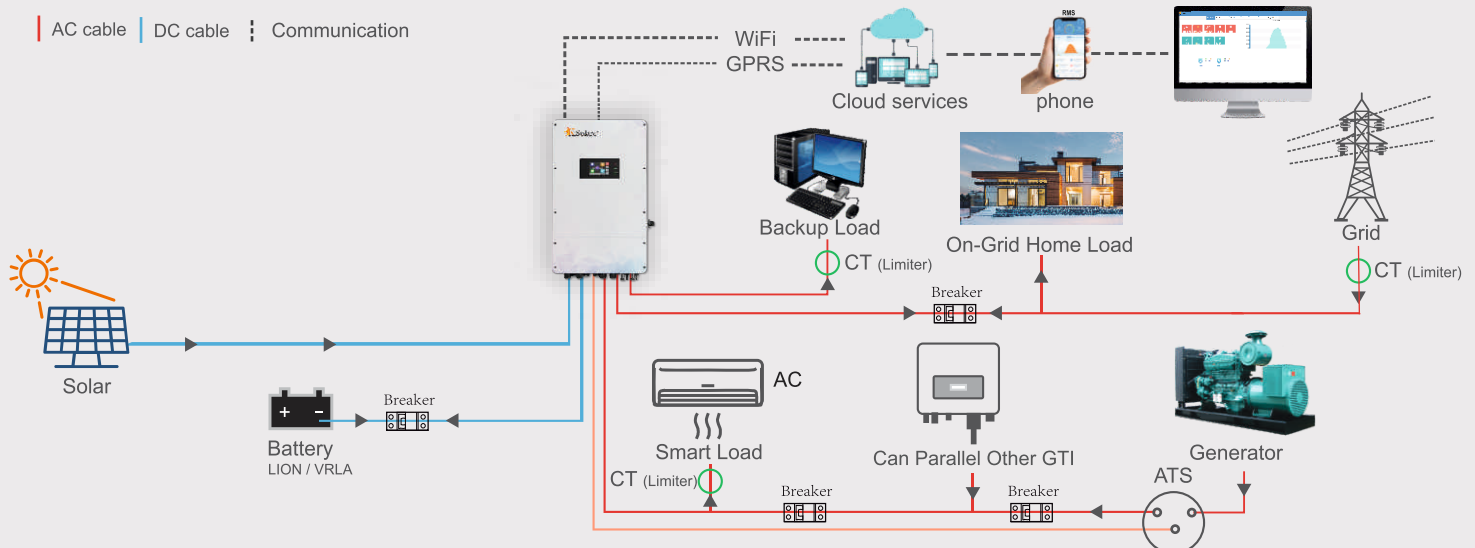 AC cable DC cable Communication
WiFi
GPRS
RMS
Cloud services
phone
Backup Load
CT (Limiter)
On-Grid Home Load
Grid
CT (Limiter)
Breaker
Solar
Battery
LION / VRLA
Breaker
AC
Smart Load
CT (Limiter)
Breaker
Can Parallel Other GTI
Breaker
Generator
ATS